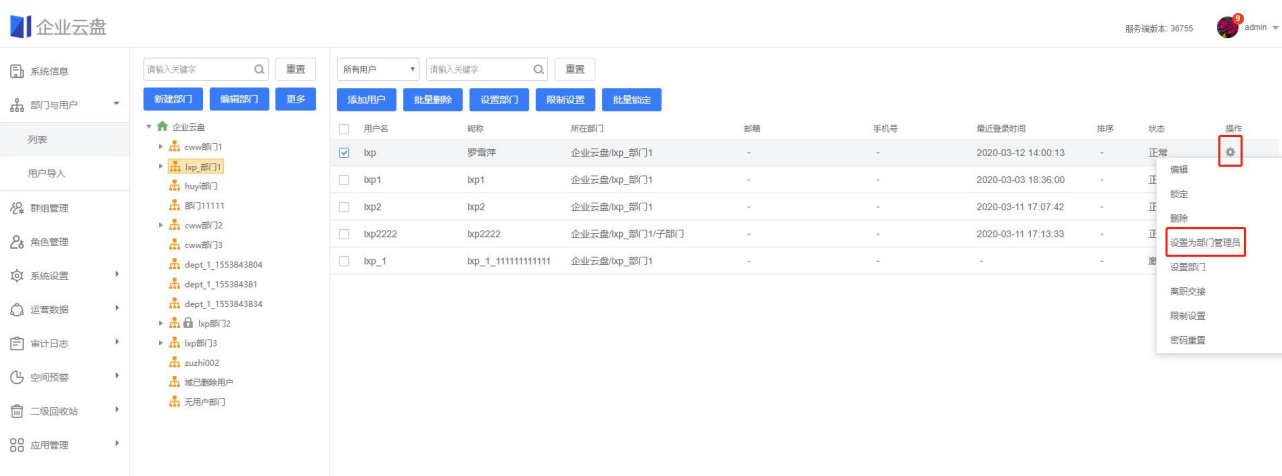 企业云盘
服务端版本: 36755
9
admin
系统信息
部门与用户
列表
用户导入
群组管理
角色管理
系统设置
运营数据
审计日志
空间预警
二级回收站
应用管理
请输入关键字
重置
新建部门
编辑部门
更多
企业云盘
cww部门1
lxp_部门1
huyi部门
部门11111
cww部门2
cww部门3
dept_1_1553843804
dept_1_155384381
dept_1_1553843834
lxp部门2
lxp部门3
zuzhi002
域已删除用户
无用户部门
所有用户
请输入关键字
重置
添加用户
批量删除
设置部门
限制设置
批量锁定
用户名 昵称 所在部门 邮箱 手机号 最近登录时间 排序 状态 操作
lxp 罗雪萍 企业云盘/lxp_部门1 - - 2020-03-12 14:00:13 - 正常
lxp1 lxp1 企业云盘/lxp_部门1 - - 2020-03-03 18:36:00 - 正
lxp2 lxp2 企业云盘/lxp_部门1 - - 2020-03-11 17:07:42 - 正
lxp2222 lxp2222 企业云盘/lxp_部门1/子部门 - - 2020-03-11 17:13:33 - 正
lxp_1 lxp_1_111111111111 企业云盘/lxp_部门1 - - - -
编辑
锁定
删除
设置为部门管理员
设置部门
离职交接
限制设置
密码重置